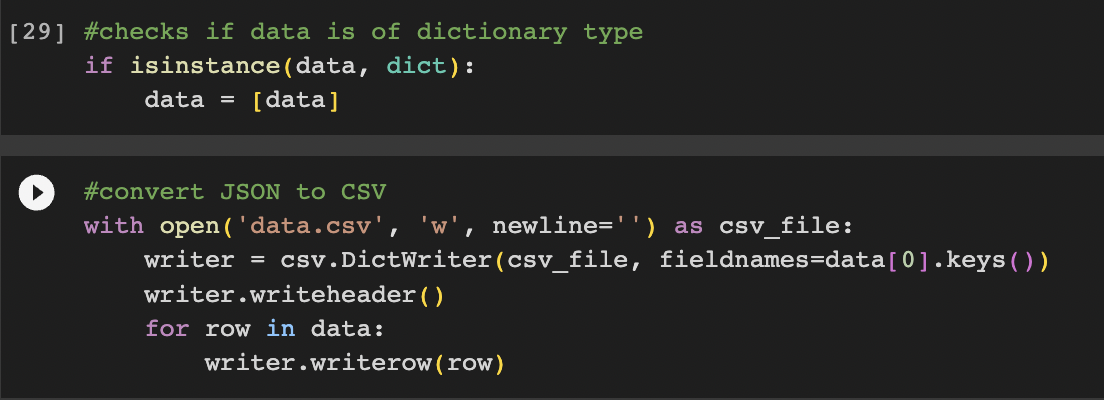 [29] #checks if data is of dictionary type
if isinstance(data, dict):
    data = [data]
#convert JSON to CSV
with open('data.csv', 'w', newline='') as csv_file:
    writer = csv.DictWriter(csv_file, fieldnames=data[0].keys())
    writer.writeheader()
    for row in data:
        writer.writerow(row)